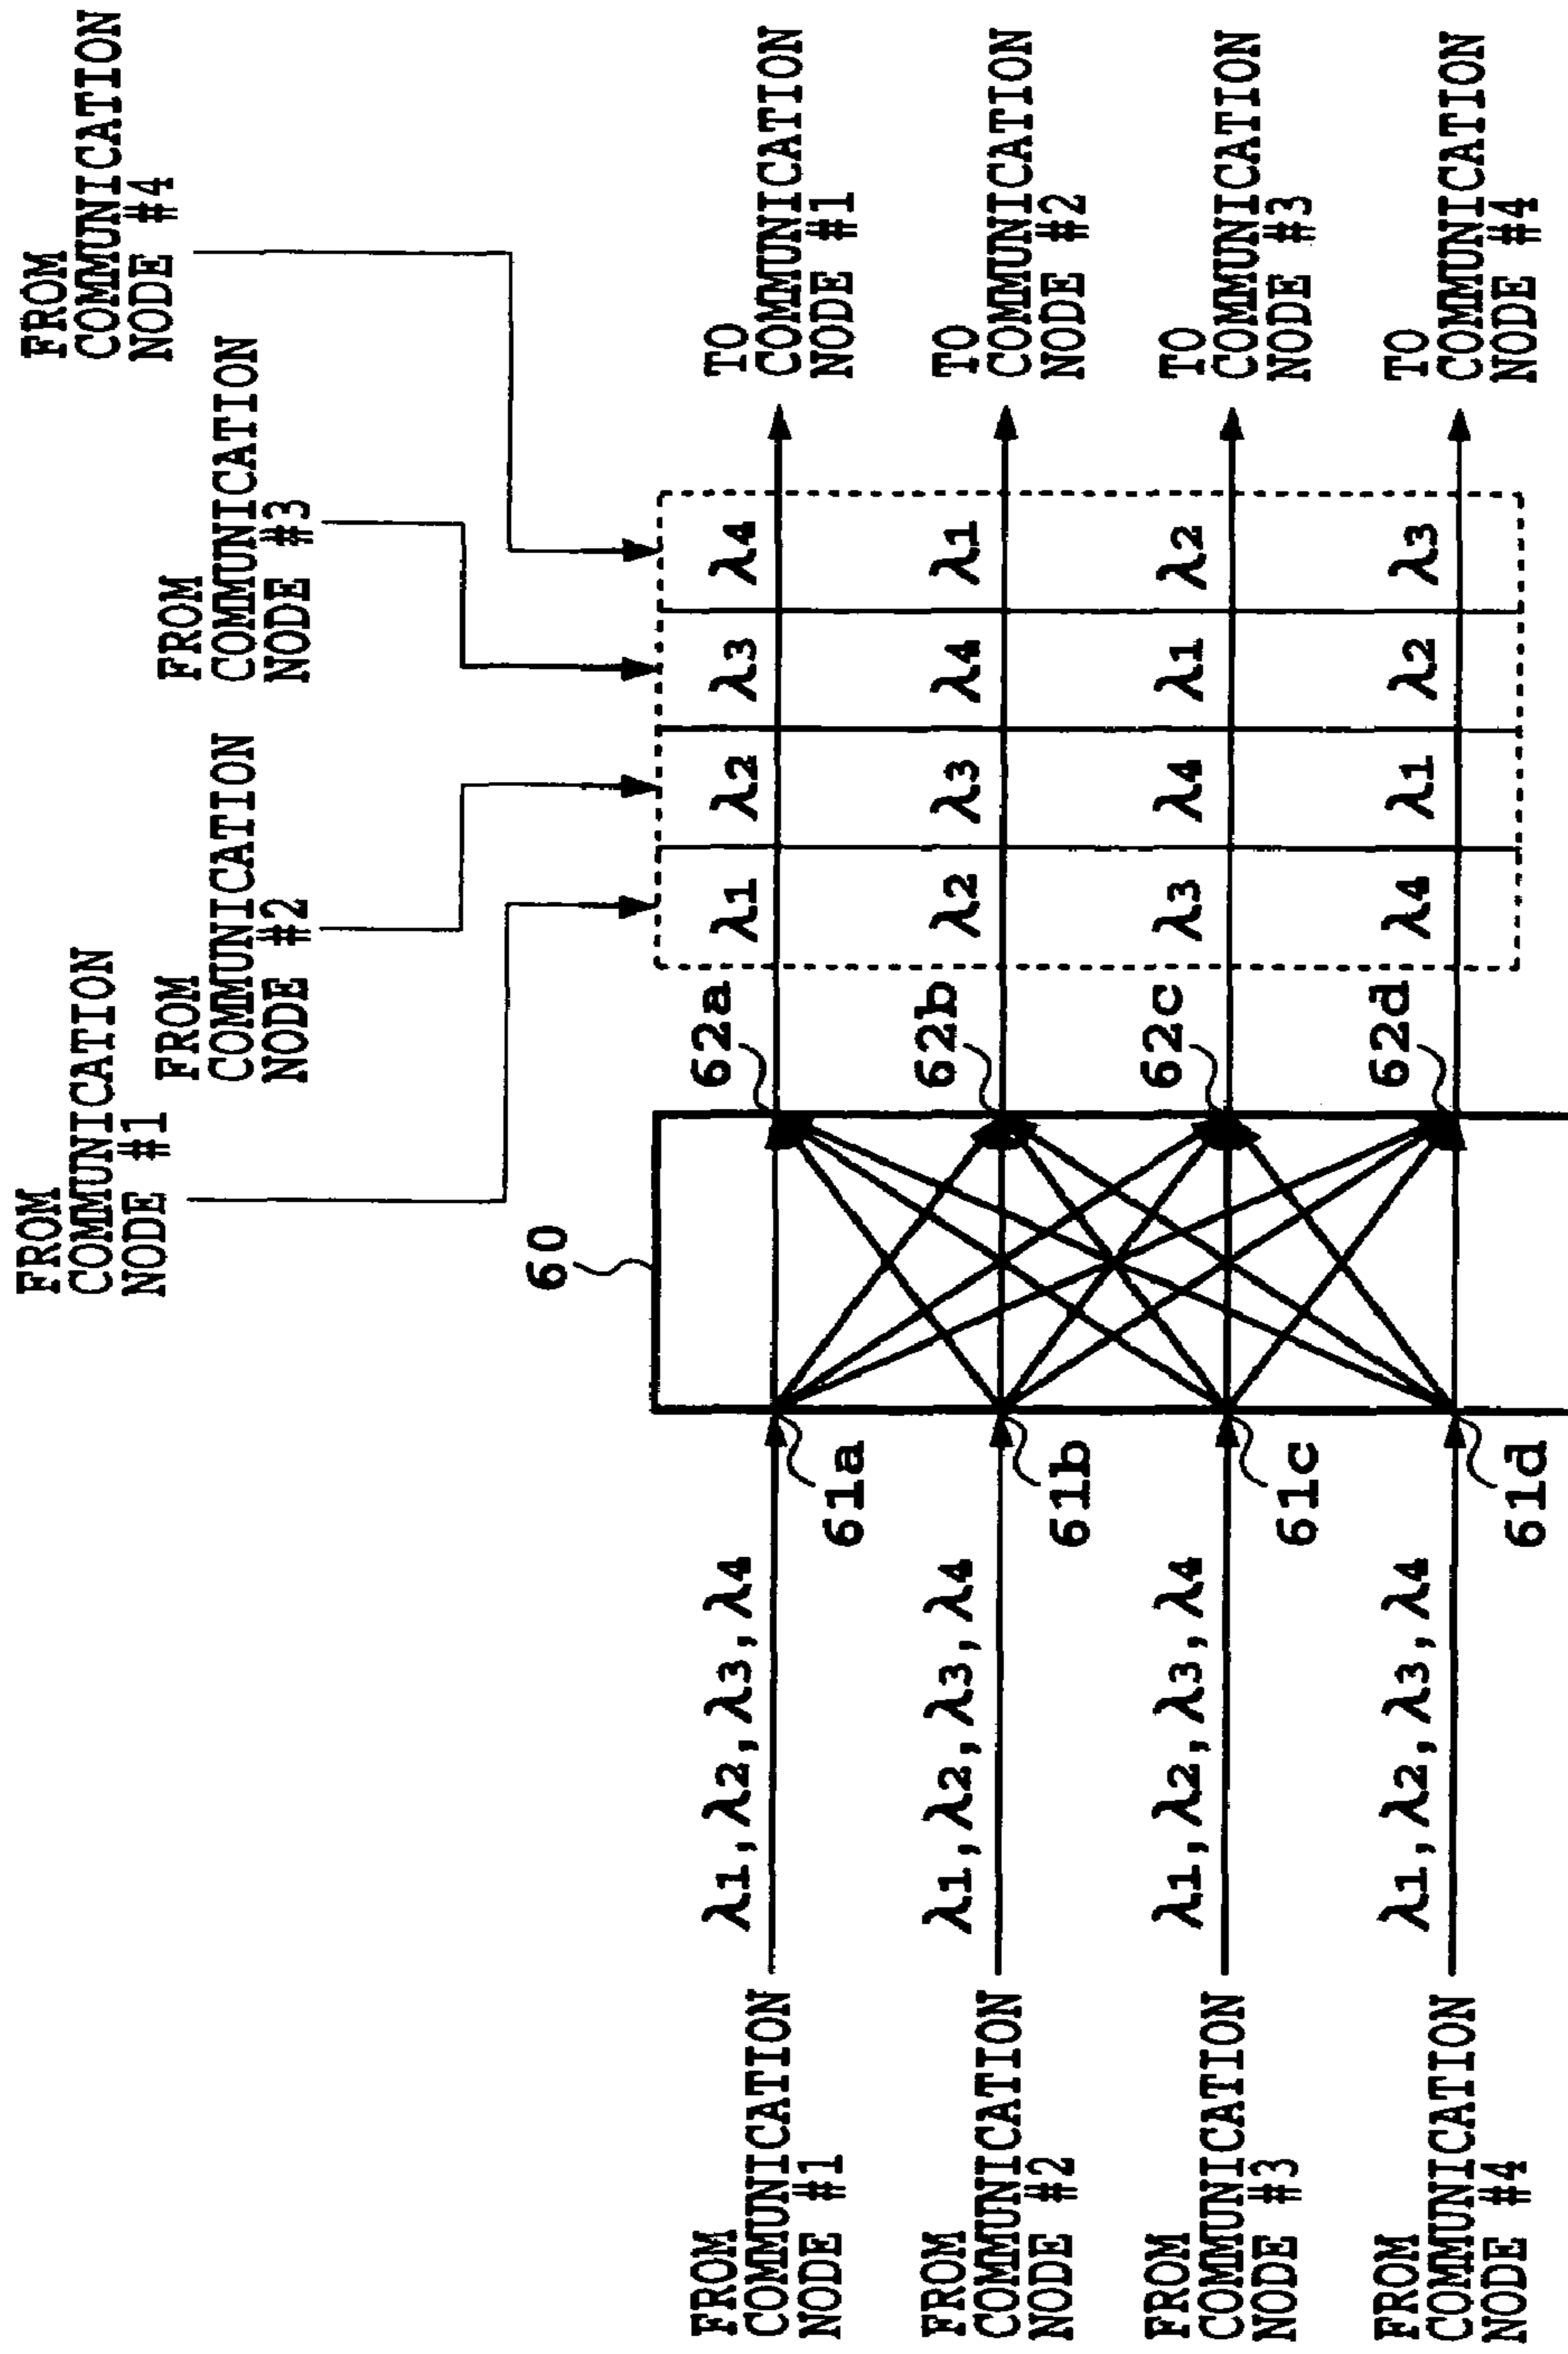 FROM
COMMUNICATION
NODE #1
FROM
COMMUNICATION
NODE #2
FROM
COMMUNICATION
NODE #3
FROM
COMMUNICATION
NODE #4
60
FROM
COMMUNICATION
NODE #1
λ1,λ2,λ3,λ4
61a
62a
λ1
λ2
λ3
λ4
TO
COMMUNICATION
NODE #1
FROM
COMMUNICATION
NODE #2
λ1,λ2,λ3,λ4
61b
62b
λ2
λ3
λ4
λ1
TO
COMMUNICATION
NODE #2
FROM
COMMUNICATION
NODE #3
λ1,λ2,λ3,λ4
61c
62c
λ3
λ4
λ1
λ2
TO
COMMUNICATION
NODE #3
FROM
COMMUNICATION
NODE #4
λ1,λ2,λ3,λ4
61d
62d
λ4
λ1
λ2
λ3
TO
COMMUNICATION
NODE #4